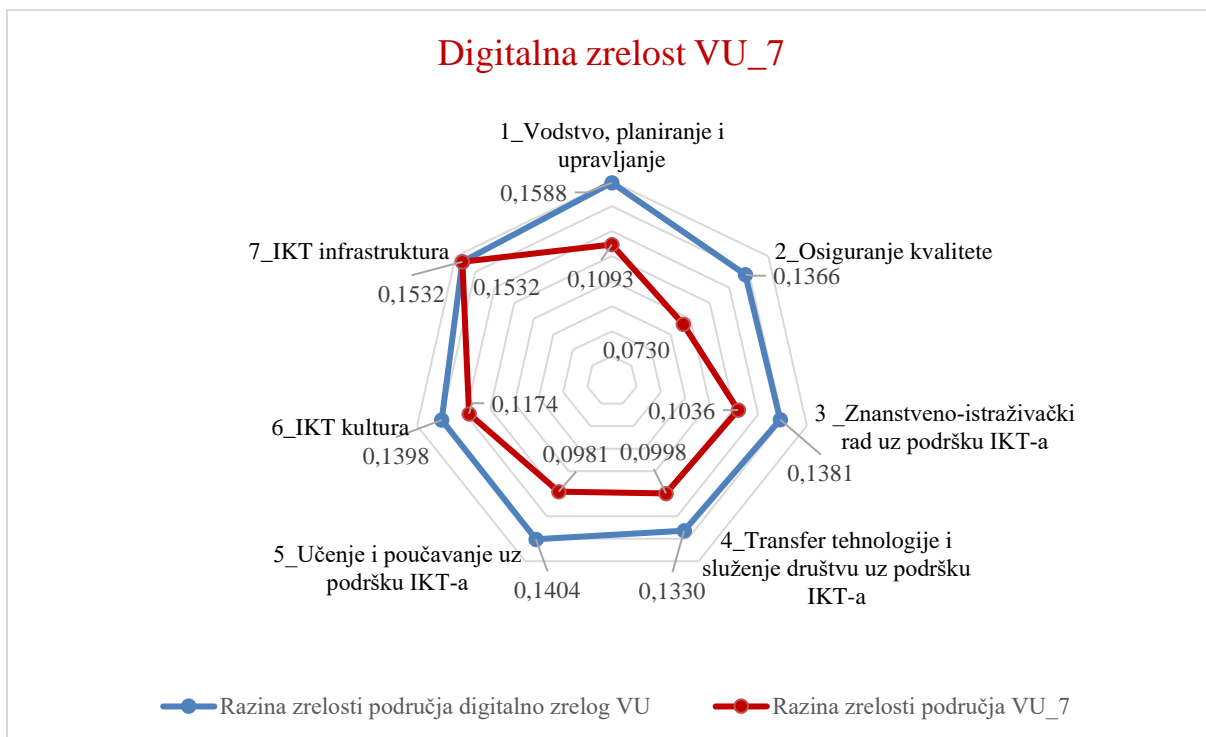 Digitalna zrelost VU_7
1_Vodstvo, planiranje i
upravljanje
0,1588
7_IKT infrastruktura
2_Osiguranje kvalitete
0,1366
0,1532
0,1532
0,1093
0,0730
0,1174
0,1036
3 _Znanstveno-istraživački
rad uz podršku IKT-a
6_IKT kultura
0,1398
0,0981
0,0998
0,1381
5_Učenje i poučavanje uz
podršku IKT-a
4_Transfer tehnologije i
služenje društvu uz podršku
IKT-a
0,1404
0,1330
Razina zrelosti područja digitalno zrelog VU
Razina zrelosti područja VU_7